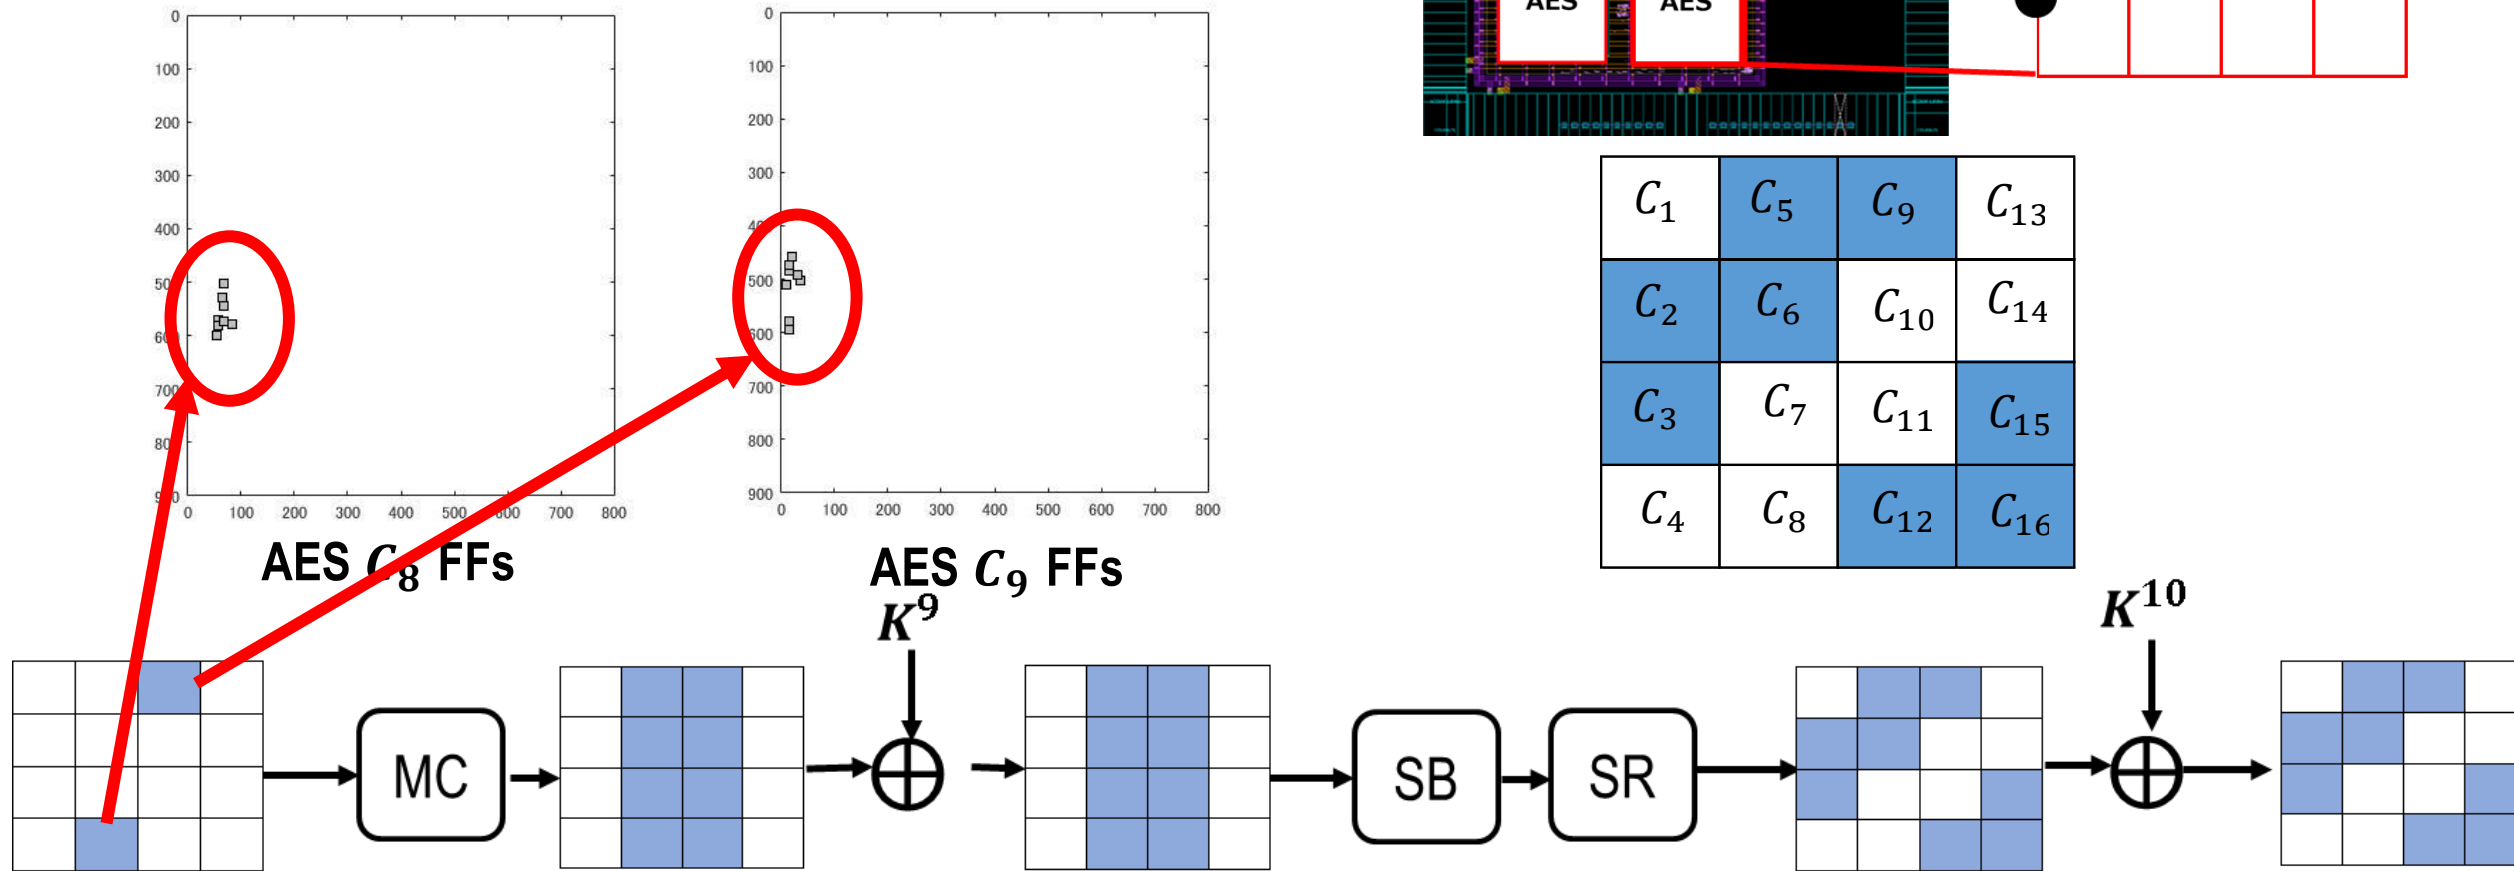 AES AES
0
100
200
300
400
500
600
700
800
900
0 100 200 300 400 500 600 700 800
AES C₈ FFs
0
100
200
300
400
500
600
700
800
900
0 100 200 300 400 500 600 700 800
AES C₉ FFs
C₁ C₅ C₉ C₁₃
C₂ C₆ C₁₀ C₁₄
C₃ C₇ C₁₁ C₁₅
C₄ C₈ C₁₂ C₁₆
K⁹
K¹⁰
MC
SB
SR